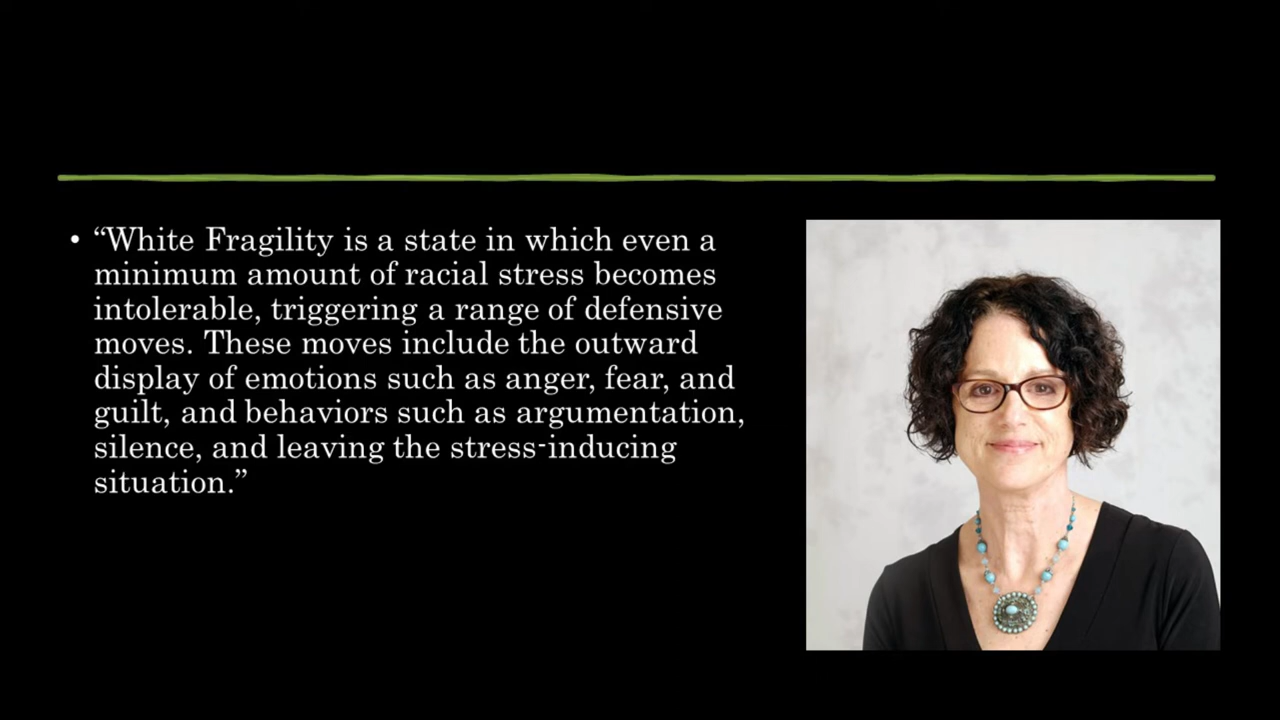 • “White Fragility is a state in which even a
minimum amount of racial stress becomes
intolerable, triggering a range of defensive
moves. These moves include the outward
display of emotions such as anger, fear, and
guilt, and behaviors such as argumentation,
silence, and leaving the stress-inducing
situation.”